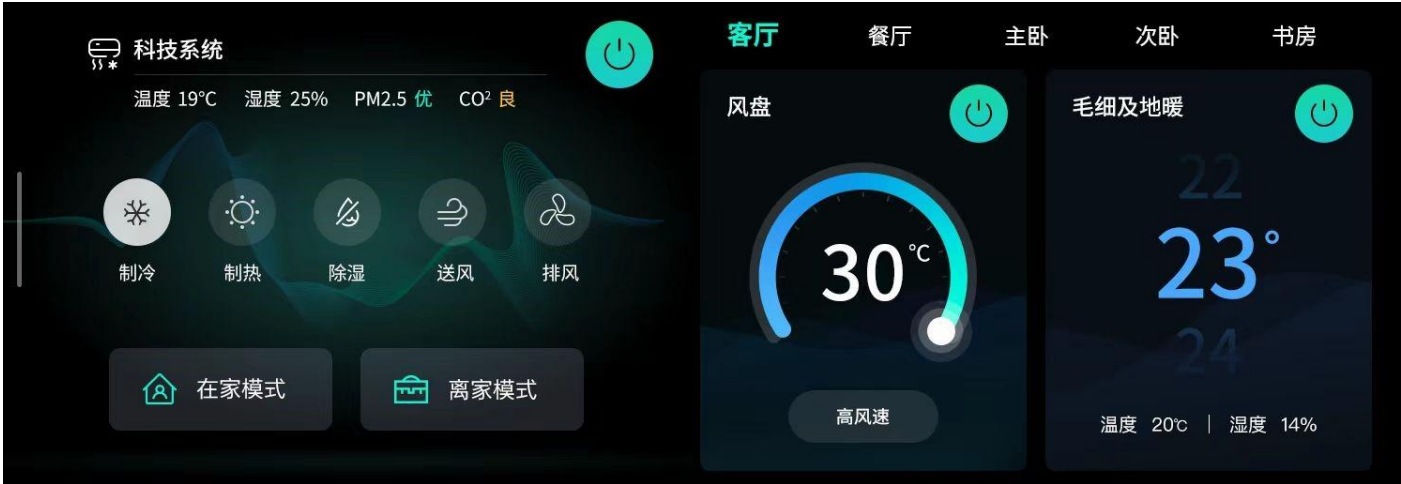 科技系统
温度 19°C 湿度 25% PM2.5 优 CO² 良
制冷 制热 除湿 送风 排风
在家模式 离家模式
客厅 餐厅 主卧 次卧 书房
风盘
30°C
高风速
毛细及地暖
22
23°
24
温度 20℃ | 湿度 14%